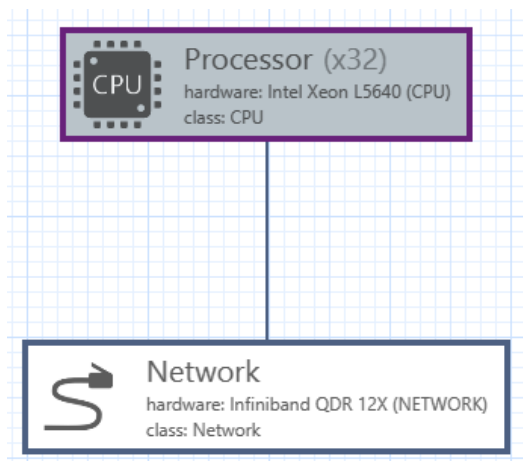 CPU
Processor (x32)
hardware: Intel Xeon L5640 (CPU)
class: CPU
Network
hardware: Infiniband QDR 12X (NETWORK)
class: Network